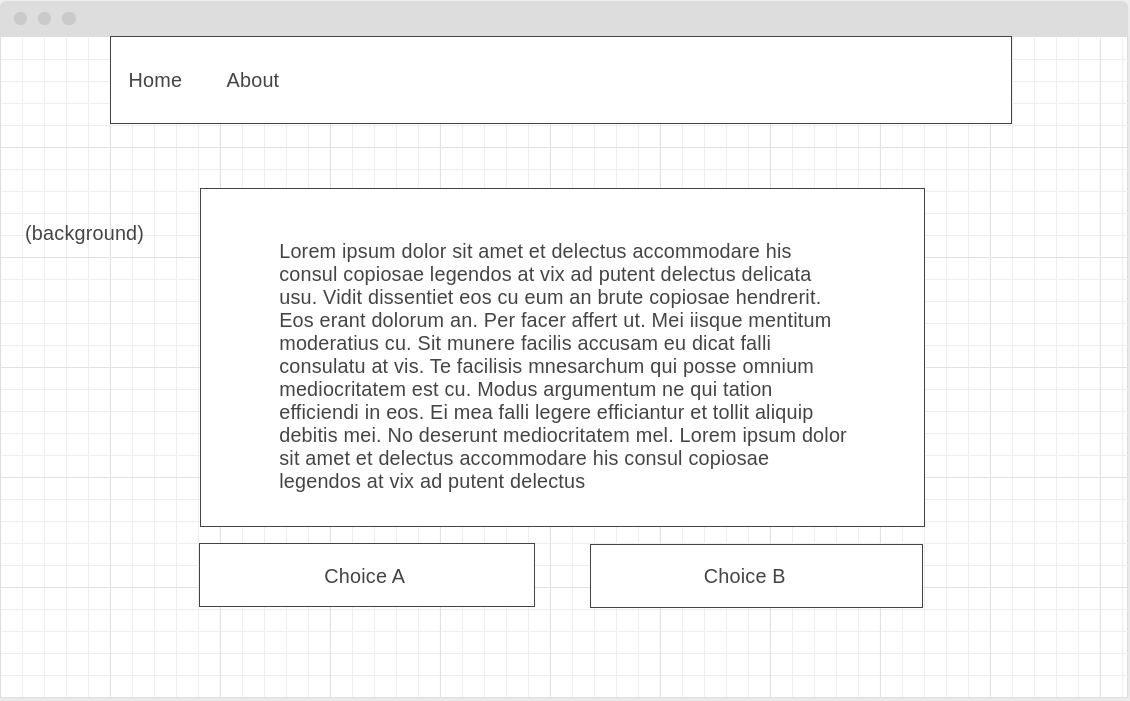 Home About
(background)
Lorem ipsum dolor sit amet et delectus accommodare his
consul copiosae legendos at vix ad putent delectus delicata
usu. Vidit dissentiet eos cu eum an brute copiosae hendrerit.
Eos erant dolorum an. Per facer affert ut. Mei iisque mentitum
moderatius cu. Sit munere facilis accusam eu dicat falli
consulatu at vis. Te facilisis mnesarchum qui posse omnium
mediocritatem est cu. Modus argumentum ne qui tation
efficiendi in eos. Ei mea falli legere efficiantur et tollit aliquip
debitis mei. No deserunt mediocritatem mel. Lorem ipsum dolor
sit amet et delectus accommodare his consul copiosae
legendos at vix ad putent delectus
Choice A
Choice B